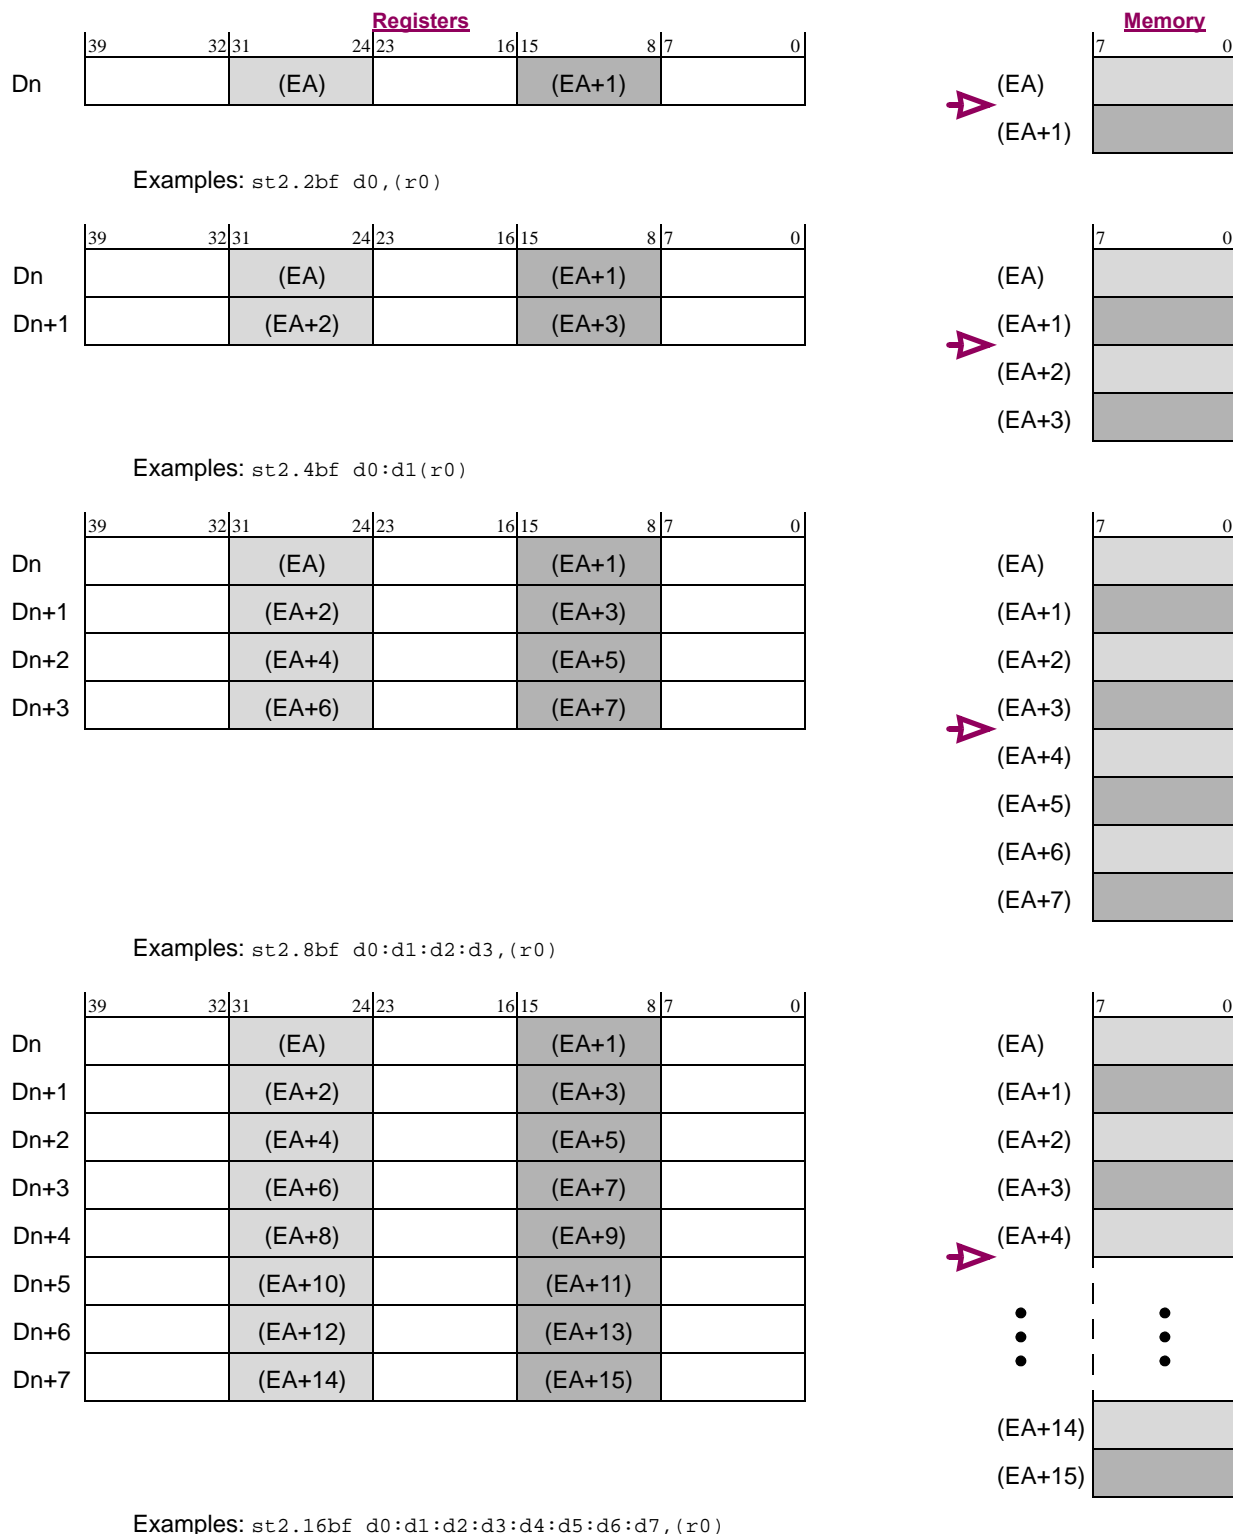 Registers Memory
39 32 31 24 23 16 15 8 7 0 7 0
Dn (EA) (EA+1) (EA)
(EA+1)
Examples: st2.2bf d0,(r0)
39 32 31 24 23 16 15 8 7 0 7 0
Dn (EA) (EA+1) (EA)
Dn+1 (EA+2) (EA+3) (EA+1)
(EA+2)
(EA+3)
Examples: st2.4bf d0:d1(r0)
39 32 31 24 23 16 15 8 7 0 7 0
Dn (EA) (EA+1) (EA)
Dn+1 (EA+2) (EA+3) (EA+1)
Dn+2 (EA+4) (EA+5) (EA+2)
Dn+3 (EA+6) (EA+7) (EA+3)
(EA+4)
(EA+5)
(EA+6)
(EA+7)
Examples: st2.8bf d0:d1:d2:d3,(r0)
39 32 31 24 23 16 15 8 7 0 7 0
Dn (EA) (EA+1) (EA)
Dn+1 (EA+2) (EA+3) (EA+1)
Dn+2 (EA+4) (EA+5) (EA+2)
Dn+3 (EA+6) (EA+7) (EA+3)
Dn+4 (EA+8) (EA+9) (EA+4)
Dn+5 (EA+10) (EA+11)
Dn+6 (EA+12) (EA+13)
Dn+7 (EA+14) (EA+15)
(EA+14)
(EA+15)
Examples: st2.16bf d0:d1:d2:d3:d4:d5:d6:d7,(r0)